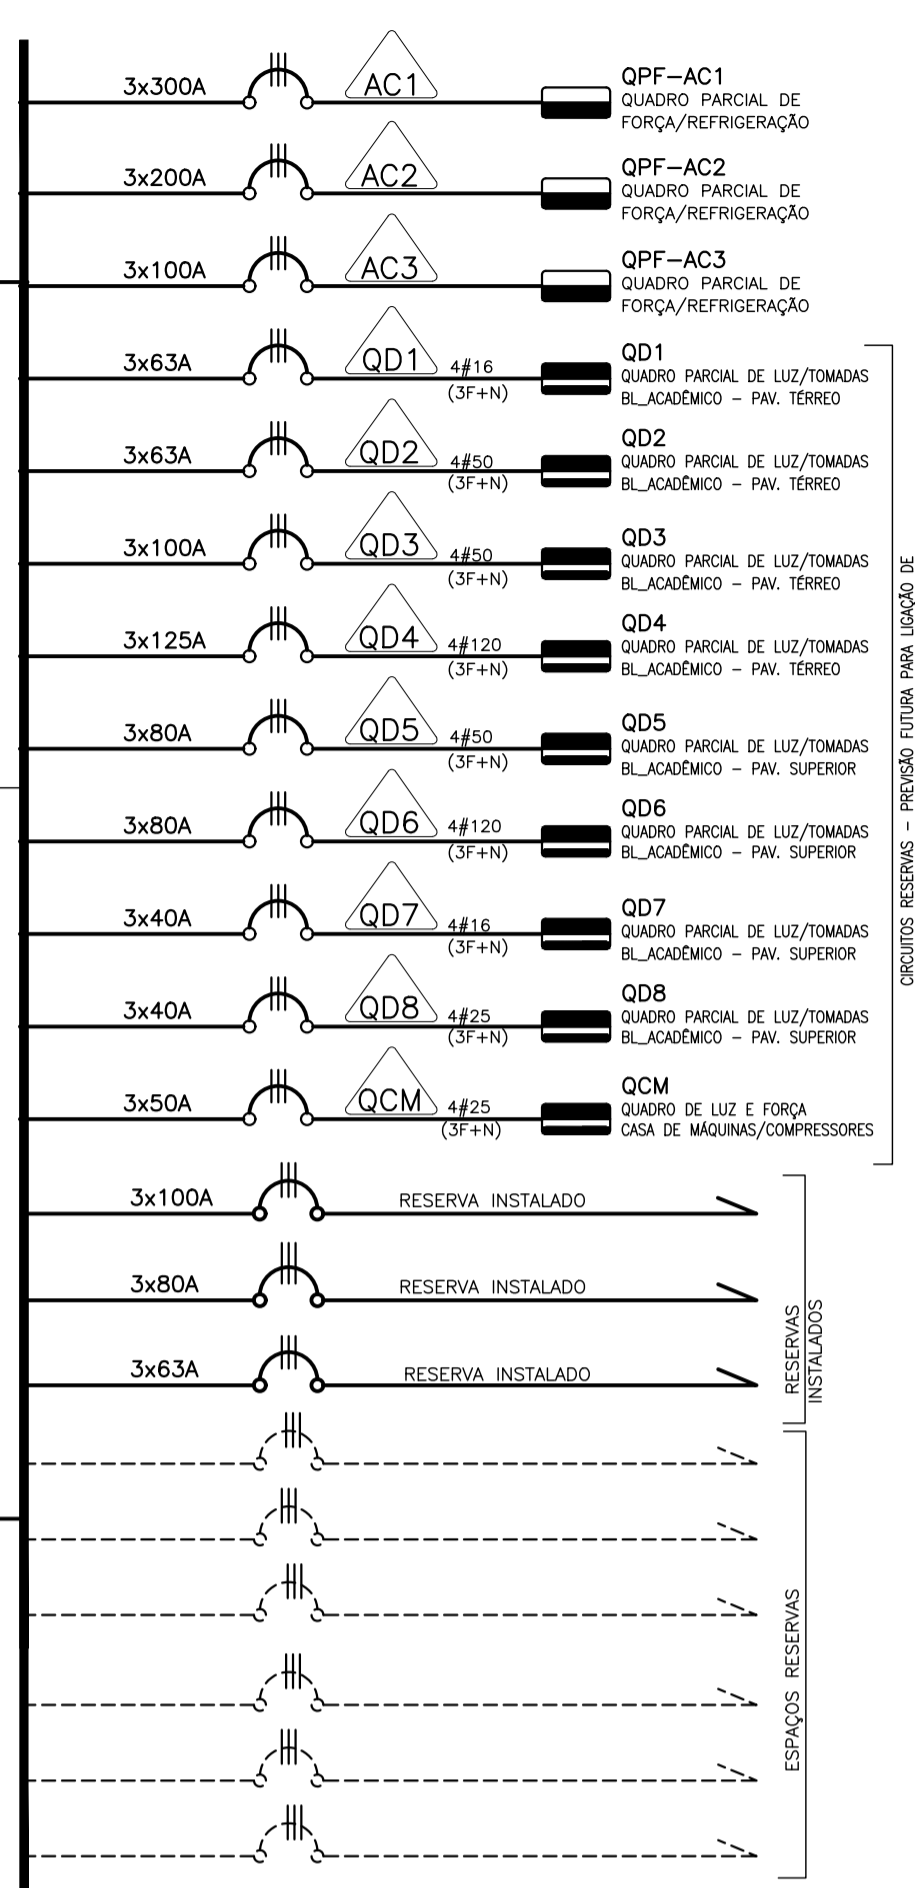 3x300A
AC1
QPF-AC1
QUADRO PARCIAL DE
FORÇA/REFRIGERAÇÃO
3x200A
AC2
QPF-AC2
QUADRO PARCIAL DE
FORÇA/REFRIGERAÇÃO
3x100A
AC3
QPF-AC3
QUADRO PARCIAL DE
FORÇA/REFRIGERAÇÃO
3x63A
QD1
4#16
(3F+N)
QD1
QUADRO PARCIAL DE LUZ/TOMADAS
BL_ACADÊMICO - PAV. TÉRREO
3x63A
QD2
4#50
(3F+N)
QD2
QUADRO PARCIAL DE LUZ/TOMADAS
BL_ACADÊMICO - PAV. TÉRREO
3x100A
QD3
4#50
(3F+N)
QD3
QUADRO PARCIAL DE LUZ/TOMADAS
BL_ACADÊMICO - PAV. TÉRREO
3x125A
QD4
4#120
(3F+N)
QD4
QUADRO PARCIAL DE LUZ/TOMADAS
BL_ACADÊMICO - PAV. TÉRREO
3x80A
QD5
4#50
(3F+N)
QD5
QUADRO PARCIAL DE LUZ/TOMADAS
BL_ACADÊMICO - PAV. SUPERIOR
3x80A
QD6
4#120
(3F+N)
QD6
QUADRO PARCIAL DE LUZ/TOMADAS
BL_ACADÊMICO - PAV. SUPERIOR
3x40A
QD7
4#16
(3F+N)
QD7
QUADRO PARCIAL DE LUZ/TOMADAS
BL_ACADÊMICO - PAV. SUPERIOR
3x40A
QD8
4#25
(3F+N)
QD8
QUADRO PARCIAL DE LUZ/TOMADAS
BL_ACADÊMICO - PAV. SUPERIOR
3x50A
QCM
4#25
(3F+N)
QCM
QUADRO DE LUZ E FORÇA
CASA DE MÁQUINAS/COMPRESSORES
CIRCUITOS RESERVAS - PREVISÃO FUTURA PARA LIGAÇÃO DE
3x100A
RESERVA INSTALADO
3x80A
RESERVA INSTALADO
3x63A
RESERVA INSTALADO
RESERVAS
INSTALADOS
ESPAÇOS RESERVAS